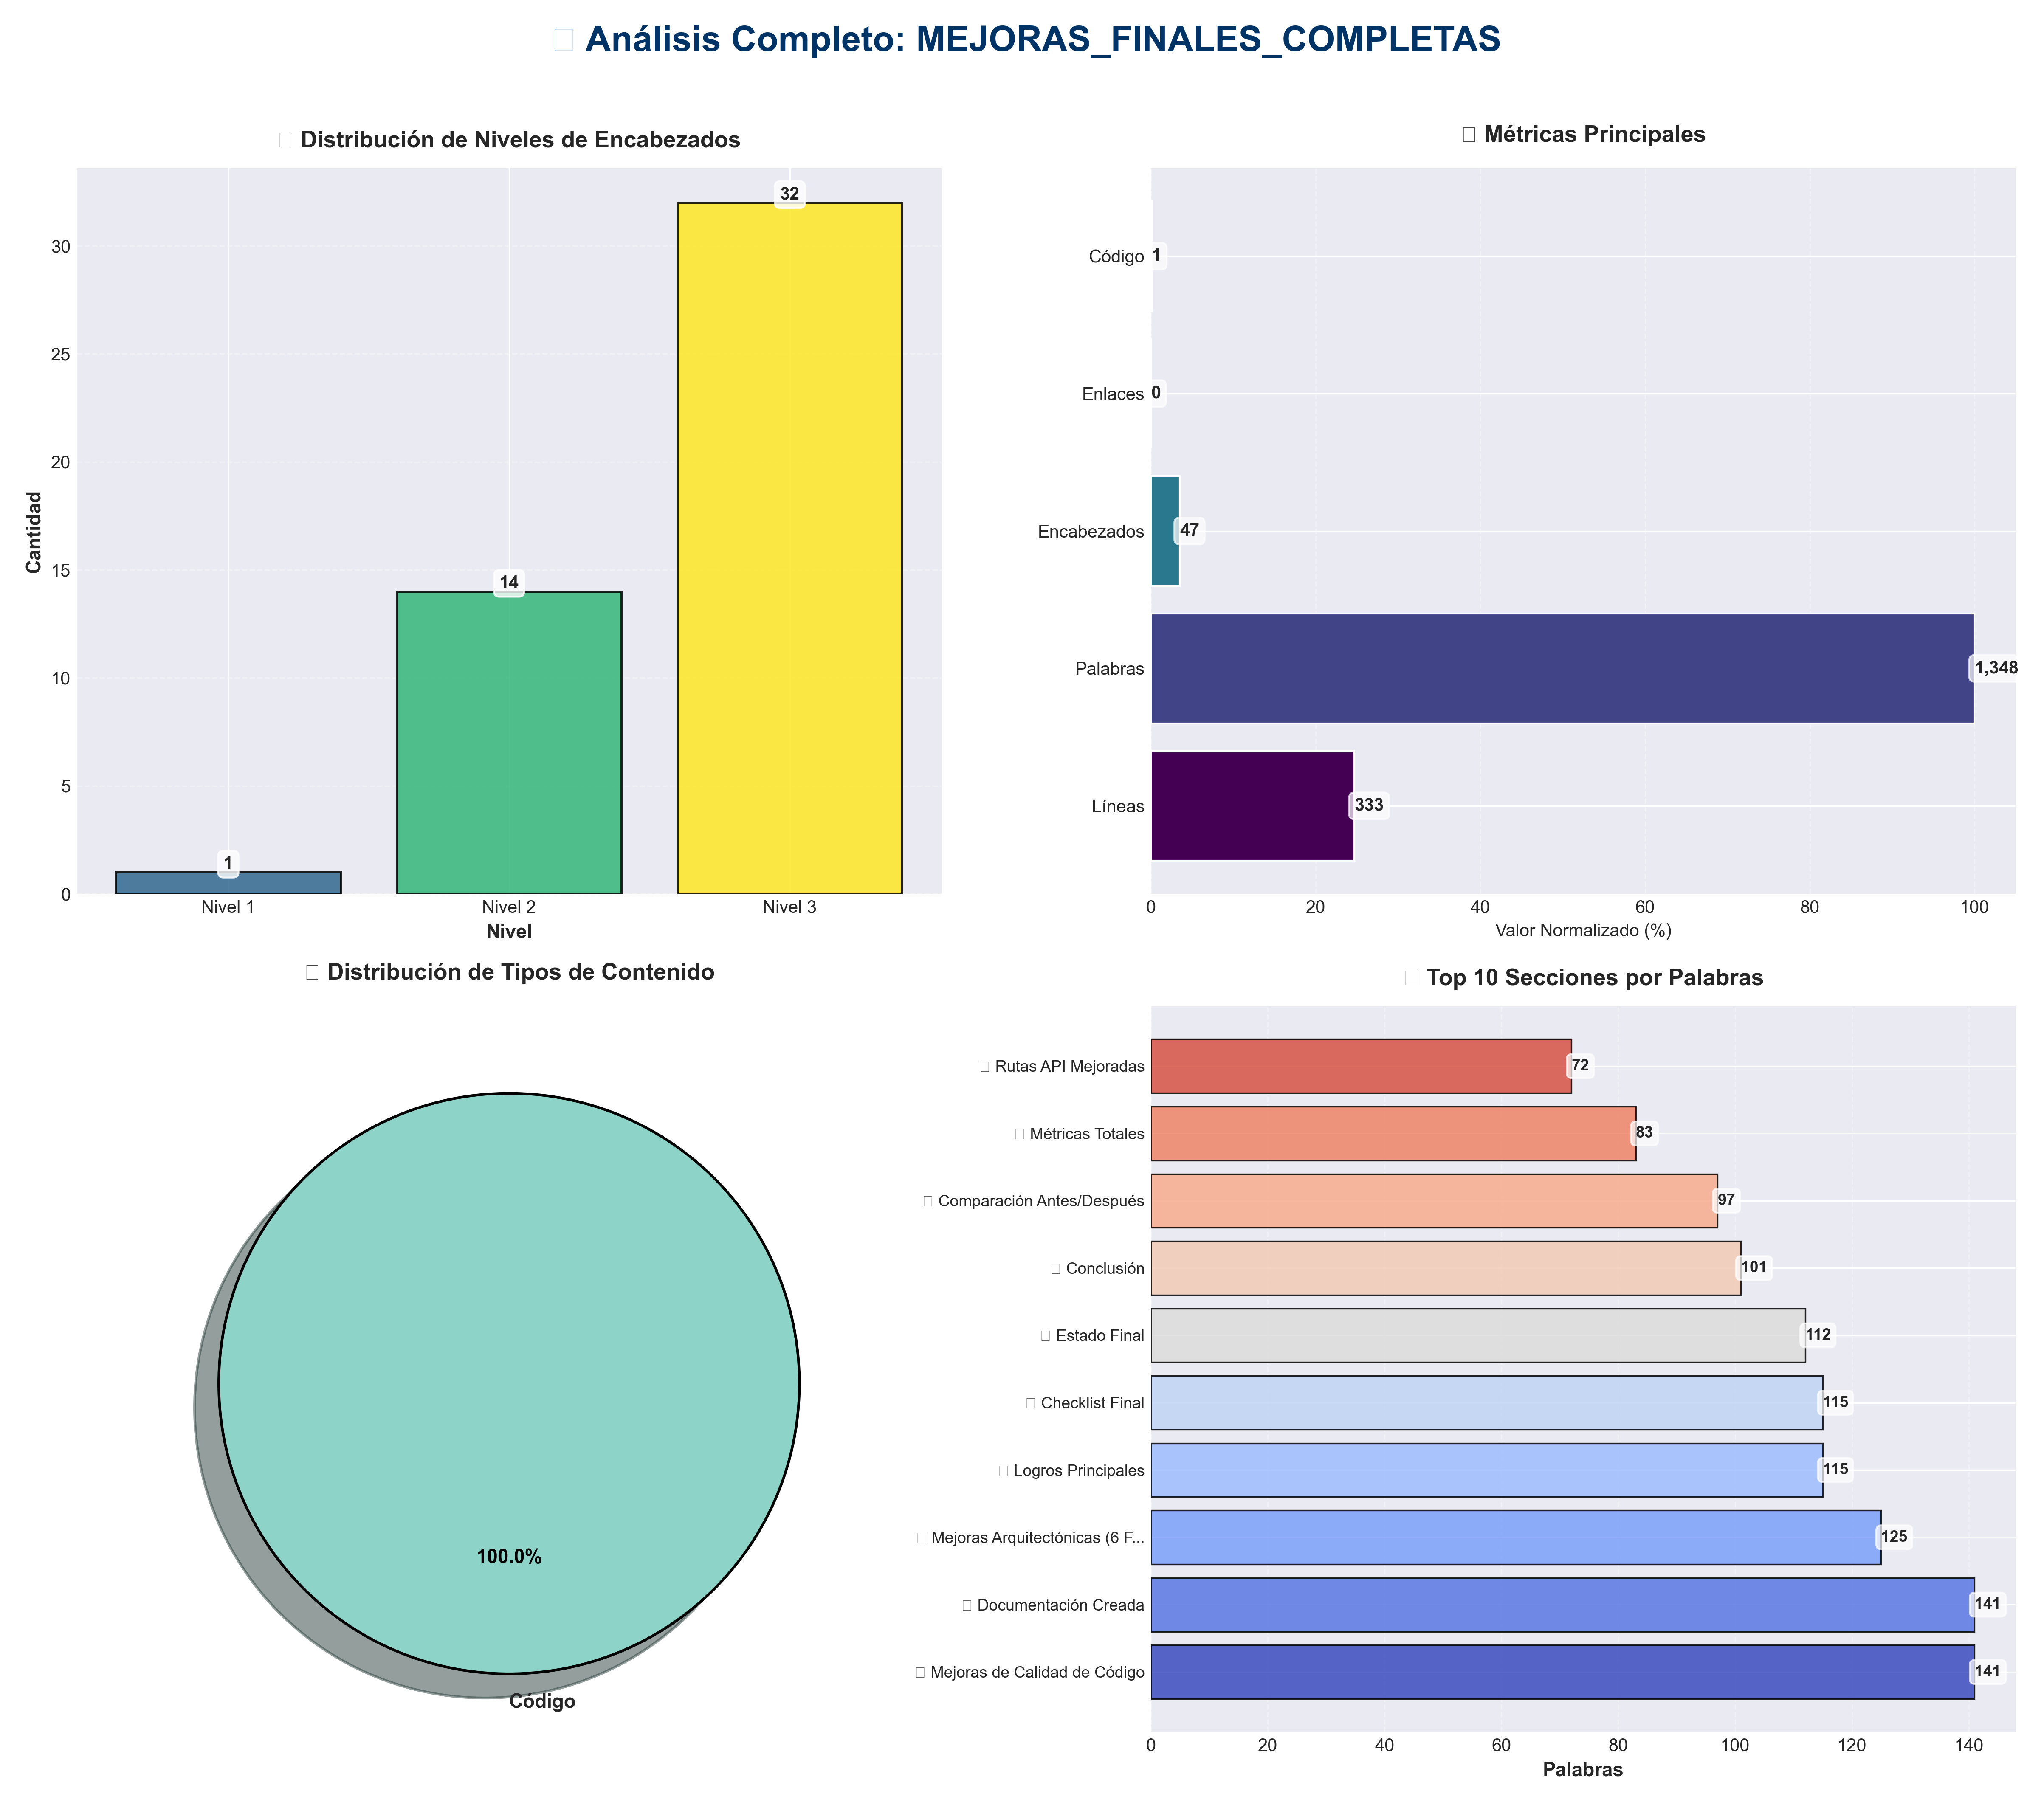 Análisis Completo: MEJORAS_FINALES_COMPLETAS
Distribución de Niveles de Encabezados
Cantidad
30
25
20
15
10
5
0
32
14
1
Nivel 1
Nivel 2
Nivel 3
Nivel
Métricas Principales
Código
1
Enlaces
0
Encabezados
47
Palabras
1,348
Líneas
333
0
20
40
60
80
100
Valor Normalizado (%)
Distribución de Tipos de Contenido
100.0%
Código
Top 10 Secciones por Palabras
Rutas API Mejoradas
72
Métricas Totales
83
Comparación Antes/Después
97
Conclusión
101
Estado Final
112
Checklist Final
115
Logros Principales
115
Mejoras Arquitectónicas (6 F...
125
Documentación Creada
141
Mejoras de Calidad de Código
141
0
20
40
60
80
100
120
140
Palabras